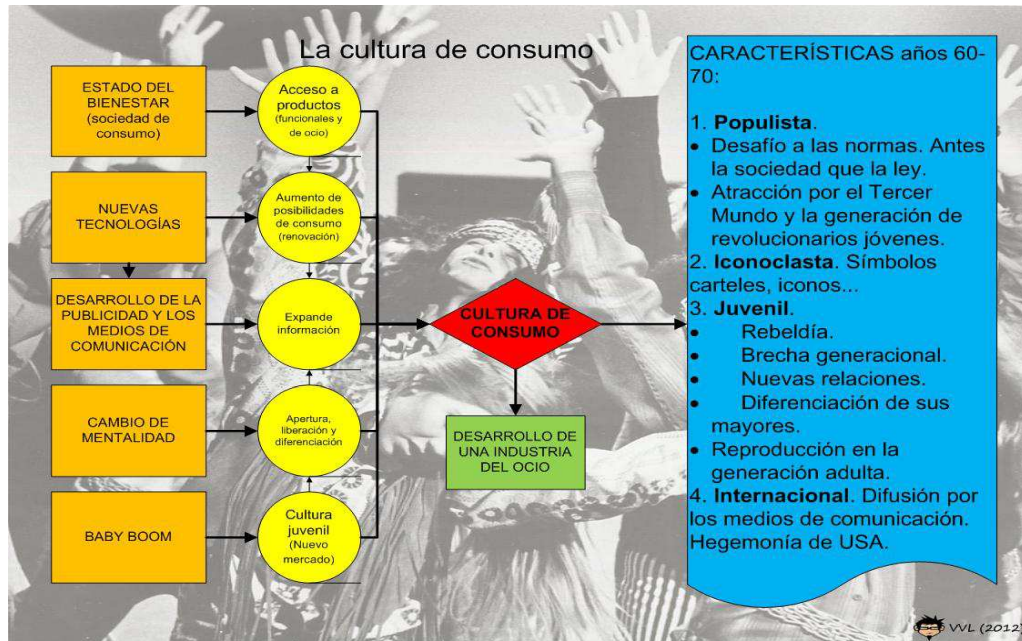 La cultura de consumo
ESTADO DEL
BIENESTAR
(sociedad de
consumo)
Acceso a
productos
(funcionales y
de ocio)
NUEVAS
TECNOLOGÍAS
Aumento de
posibilidades
de consumo
(renovación)
DESARROLLO DE LA
PUBLICIDAD Y LOS
MEDIOS DE
COMUNICACIÓN
Expande
información
CAMBIO DE
MENTALIDAD
Apertura,
liberación y
diferenciación
BABY BOOM
Cultura
juvenil
(Nuevo
mercado)
CULTURA DE
CONSUMO
DESARROLLO DE
UNA INDUSTRIA
DEL OCIO
CARACTERÍSTICAS años 60-
70:
1. Populista.
• Desafío a las normas. Antes
la sociedad que la ley.
• Atracción por el Tercer
Mundo y la generación de
revolucionarios jóvenes.
2. Iconoclasta. Símbolos
carteles, iconos...
3. Juvenil.
• Rebeldía.
• Brecha generacional.
• Nuevas relaciones.
• Diferenciación de sus
mayores.
• Reproducción en la
generación adulta.
4. Internacional. Difusión por
los medios de comunicación.
Hegemonía de USA.
VVL (2012)